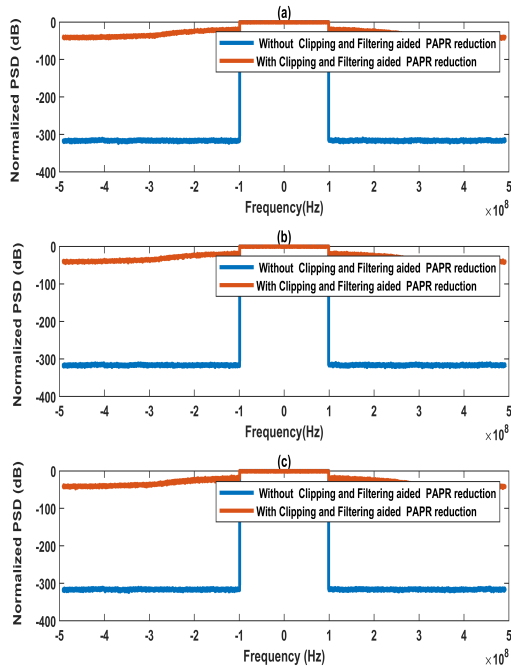 (a)
0
-100
-200
-300
-400
Normalized PSD (dB)
Without Clipping and Filtering aided PAPR reduction
With Clipping and Filtering aided PAPR reduction
-5 -4 -3 -2 -1 0 1 2 3 4 5
Frequency(Hz)
×10^8
(b)
0
-100
-200
-300
-400
Normalized PSD (dB)
Without Clipping and Filtering aided PAPR reduction
With Clipping and Filtering aided PAPR reduction
-5 -4 -3 -2 -1 0 1 2 3 4 5
Frequency(Hz)
×10^8
(c)
0
-100
-200
-300
-400
Normalized PSD (dB)
Without Clipping and Filtering aided PAPR reduction
With Clipping and Filtering aided PAPR reduction
-5 -4 -3 -2 -1 0 1 2 3 4 5
Frequency (Hz)
×10^8